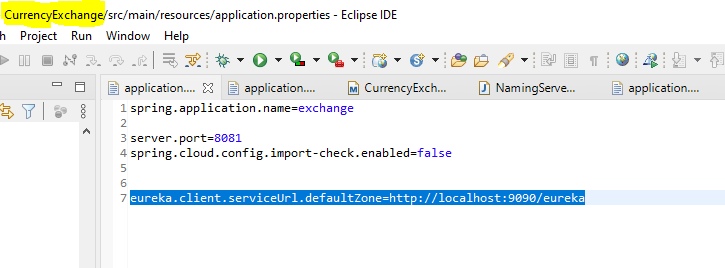 CurrencyExchange/src/main/resources/application.properties - Eclipse IDE
h Project Run Window Help
application.... application.... CurrencyExch... NamingServe... application....
1 spring.application.name=exchange
2
3 server.port=8081
4 spring.cloud.config.import-check.enabled=false
5
6
7 eureka.client.serviceUrl.defaultZone=http://localhost:9090/eureka